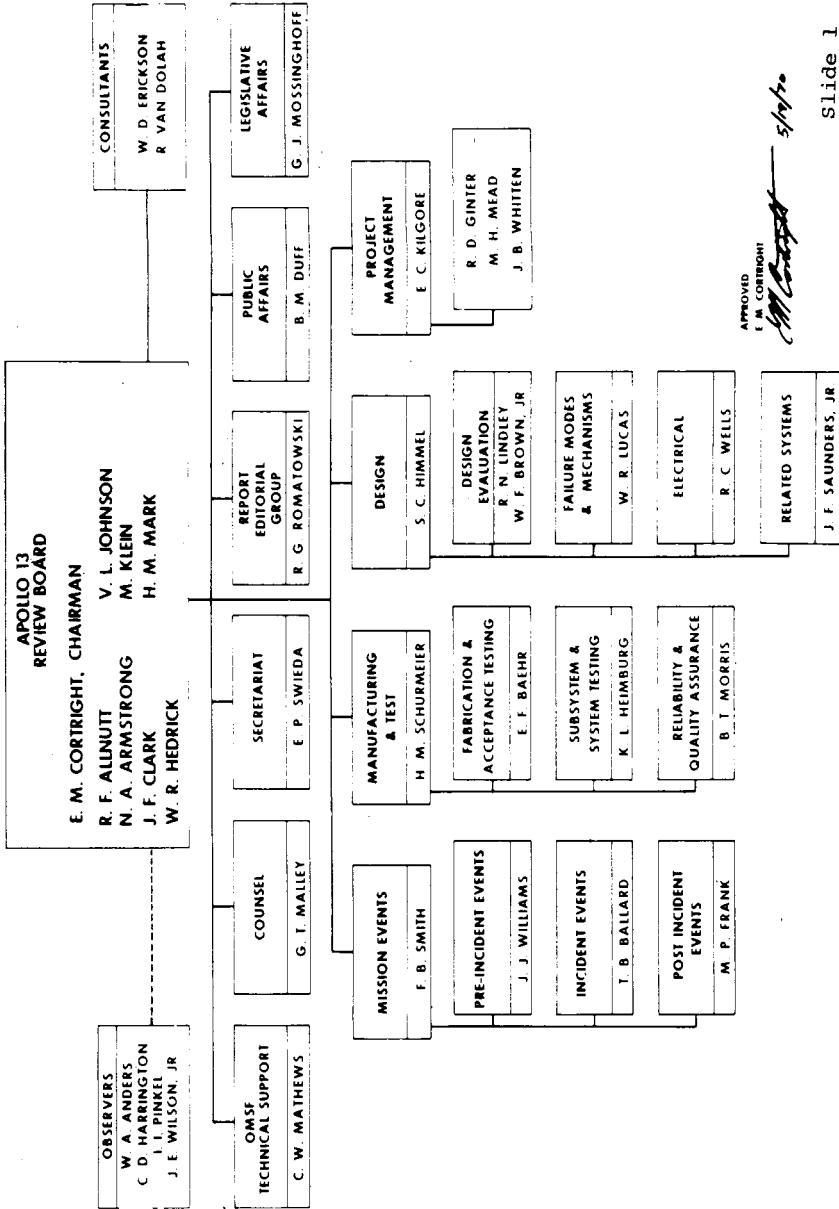 APOLLO 13
REVIEW BOARD
E. M. CORTRIGHT, CHAIRMAN
R. F. ALLNUTT
V. L. JOHNSON
N. A. ARMSTRONG
M. KLEIN
J. F. CLARK
H. M. MARK
W. R. HEDRICK
OBSERVERS
W. A. ANDERS
C D. HARRINGTON
I. I. PINKEL
J. E. WILSON, JR
CONSULTANTS
W. D. ERICKSON
R VAN DOLAH
OMSF
TECHNICAL SUPPORT
C. W. MATHEWS
COUNSEL
G. T. MALLEY
SECRETARIAT
E. P. SWIEDA
REPORT
EDITORIAL
GROUP
R. G. ROMATOWSKI
PUBLIC
AFFAIRS
B. M. DUFF
LEGISLATIVE
AFFAIRS
G. J. MOSSINGHOFF
MISSION EVENTS
F. B. SMITH
PRE-INCIDENT EVENTS
J. J. WILLIAMS
INCIDENT EVENTS
T. B. BALLARD
POST INCIDENT
EVENTS
M. P. FRANK
MANUFACTURING
& TEST
H M. SCHURMEIER
FABRICATION &
ACCEPTANCE TESTING
E. F. BAEHR
SUBSYSTEM &
SYSTEM TESTING
K. L. HEIMBURG
RELIABILITY &
QUALITY ASSURANCE
B T. MORRIS
DESIGN
S. C. HIMMEL
DESIGN
EVALUATION
R. N. LINDLEY
W. F. BROWN, JR
FAILURE MODES
& MECHANISMS
W. R. LUCAS
ELECTRICAL
R. C. WELLS
RELATED SYSTEMS
J. F. SAUNDERS, JR
PROJECT
MANAGEMENT
E. C. KILGORE
R. D. GINTER
M. H. MEAD
J. B. WHITTEN
APPROVED
E M. CORTRIGHT
Slide 1